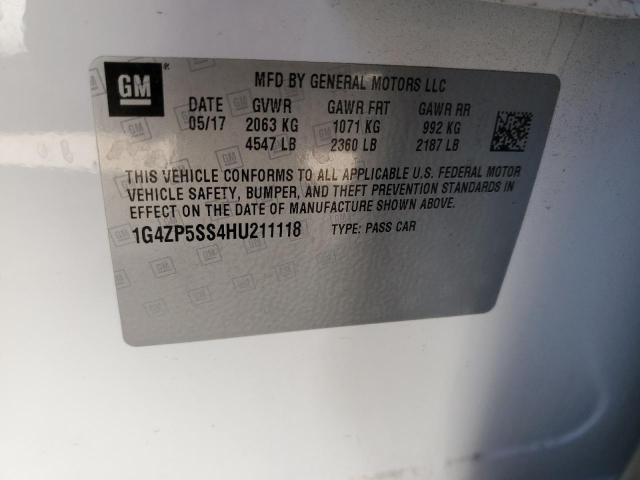 GM
MFD BY GENERAL MOTORS LLC
DATE GVWR GAWR FRT GAWR RR
05/17 2063 KG 1071 KG 992 KG
4547 LB 2360 LB 2187 LB
THIS VEHICLE CONFORMS TO ALL APPLICABLE U.S. FEDERAL MOTOR
VEHICLE SAFETY, BUMPER, AND THEFT PREVENTION STANDARDS IN
EFFECT ON THE DATE OF MANUFACTURE SHOWN ABOVE.
1G4ZP5SS4HU211118 TYPE: PASS CAR